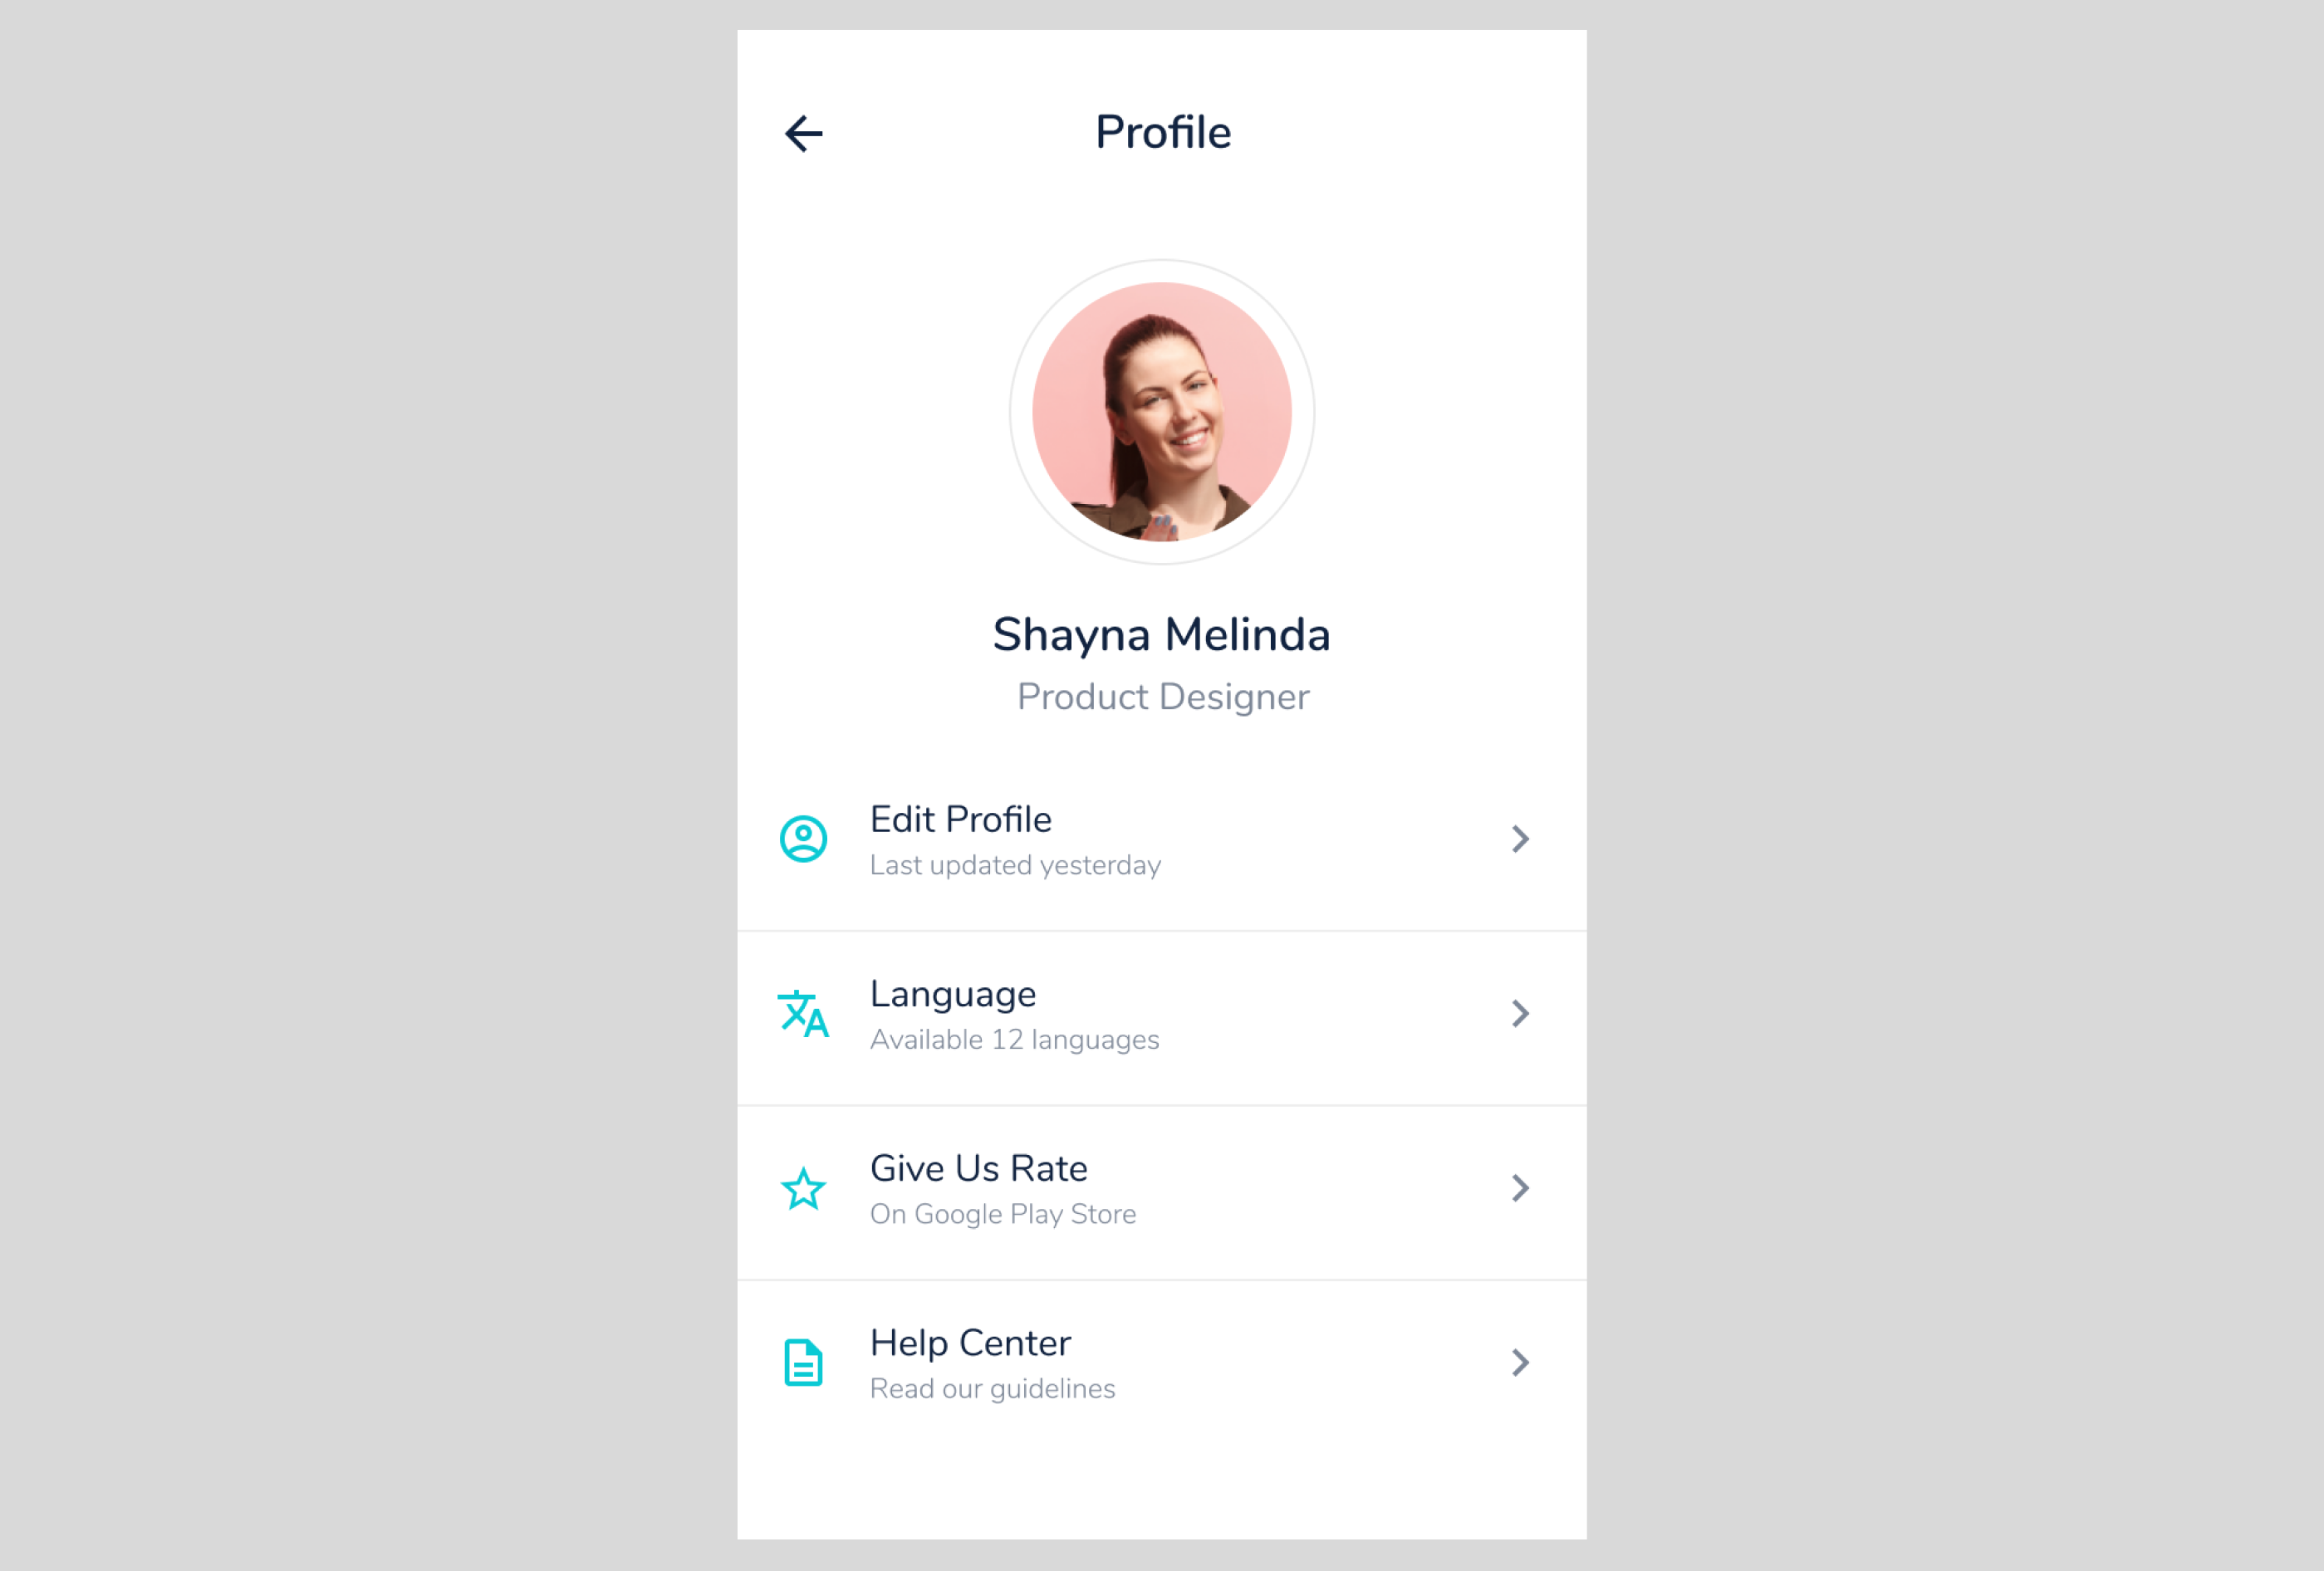 Profile
Shayna Melinda
Product Designer
Edit Profile
Last updated yesterday
Language
Available 12 languages
Give Us Rate
On Google Play Store
Help Center
Read our guidelines